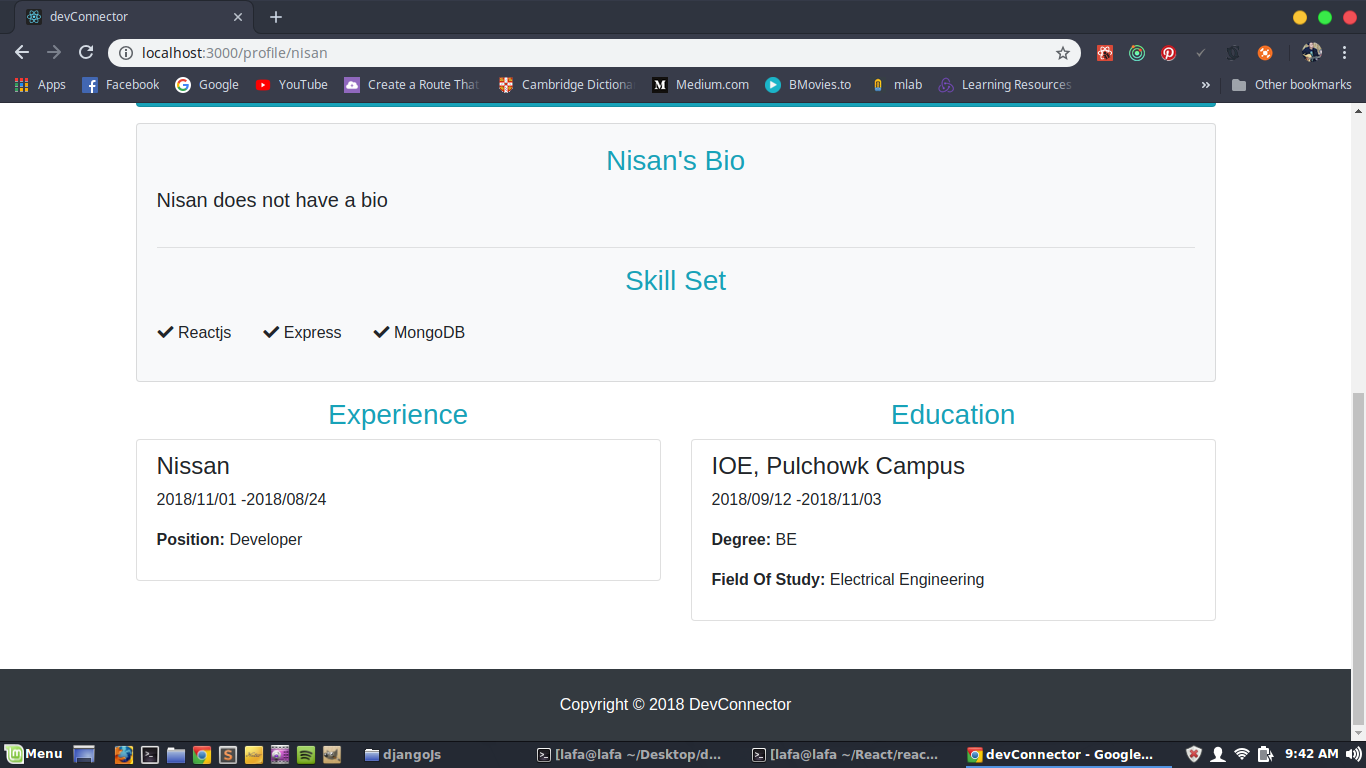 devConnector
localhost:3000/profile/nisan
Apps Facebook Google YouTube Create a Route That Cambridge Dictiona M Medium.com BMovies.to mlab Learning Resources » Other bookmarks
Nisan's Bio
Nisan does not have a bio
Skill Set
Reactjs Express MongoDB
Experience
Education
Nissan
2018/11/01 -2018/08/24
Position: Developer
IOE, Pulchowk Campus
2018/09/12 -2018/11/03
Degree: BE
Field Of Study: Electrical Engineering
Copyright © 2018 DevConnector
Menu djangoJs [lafa@lafa ~/Desktop/d... [lafa@lafa ~/React/reac... devConnector - Google... 9:42 AM